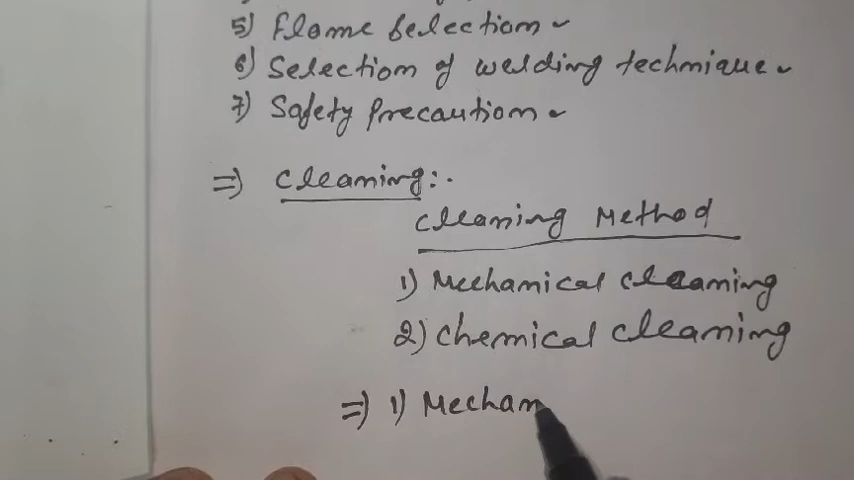 5) Flame Selection ✓
6) Selection of welding technique ✓
7) Safety Precaution ✓
=) Cleaning :-
Cleaning Method
1) Mechanical cleaning
2) Chemical cleaning
=) 1) Mechan